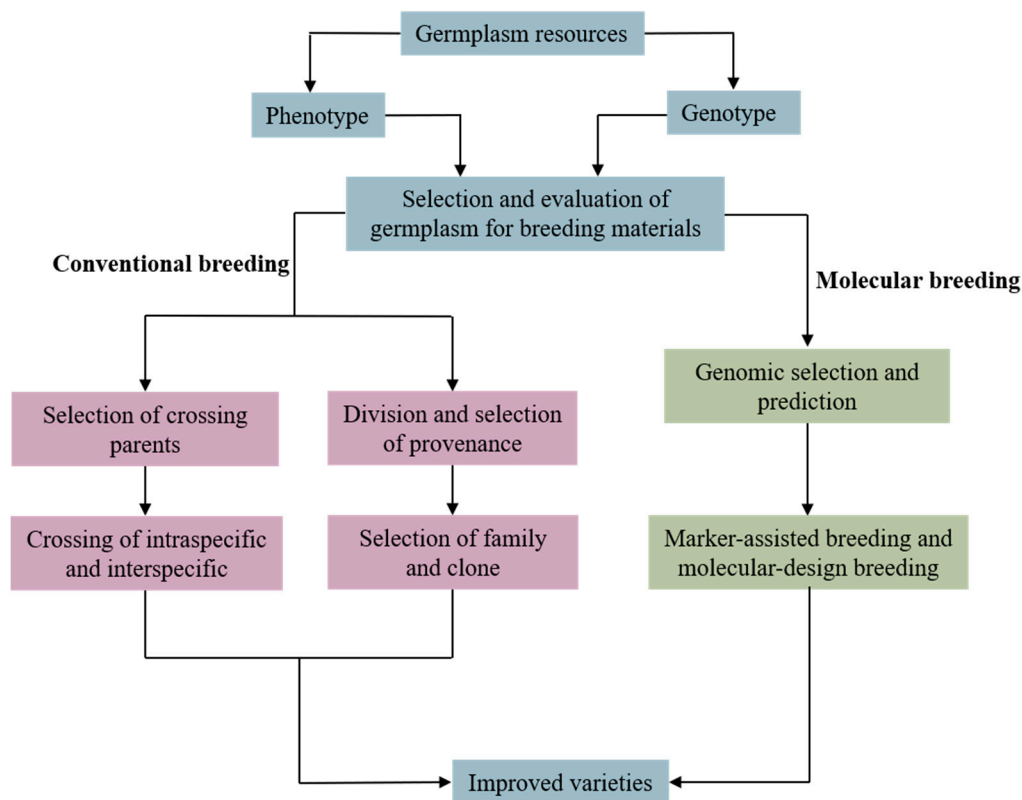 Germplasm resources
Phenotype
Genotype
Selection and evaluation of
germplasm for breeding materials
Conventional breeding
Molecular breeding
Genomic selection and
prediction
Selection of crossing
parents
Division and selection
of provenance
Crossing of intraspecific
and interspecific
Selection of family
and clone
Marker-assisted breeding and
molecular-design breeding
Improved varieties